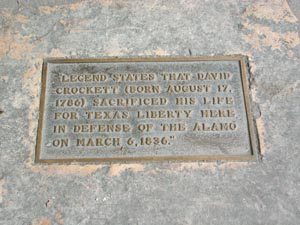 "LEGEND STATES THAT DAVID
CROCKETT (BORN AUGUST 17,
1786) SACRIFICED HIS LIFE
FOR TEXAS LIBERTY HERE
IN DEFENSE OF THE ALAMO
ON MARCH 6, 1836."